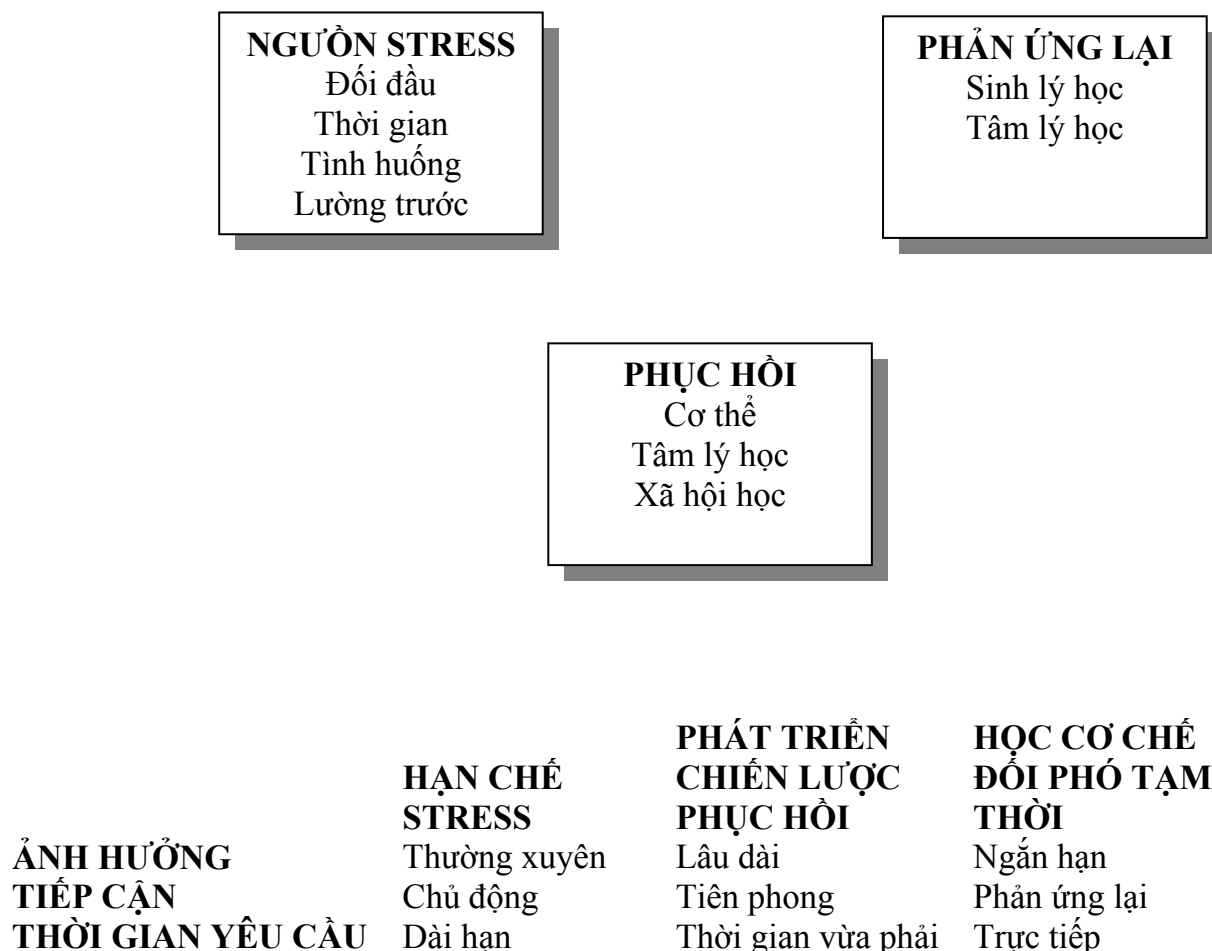 NGUỒN STRESS
Đối đầu
Thời gian
Tình huống
Lường trước
PHẢN ỨNG LẠI
Sinh lý học
Tâm lý học
PHỤC HỒI
Cơ thể
Tâm lý học
Xã hội học
PHÁT TRIỂN HỌC CƠ CHẾ
HẠN CHẾ CHIẾN LƯỢC ĐỐI PHÓ TẠM
STRESS PHỤC HỒI THỜI
ẢNH HƯỞNG Thường xuyên Lâu dài Ngắn hạn
TIẾP CẬN Chủ động Tiên phong Phản ứng lại
THỜI GIAN YÊU CẦU Dài hạn Thời gian vừa phải Trực tiếp